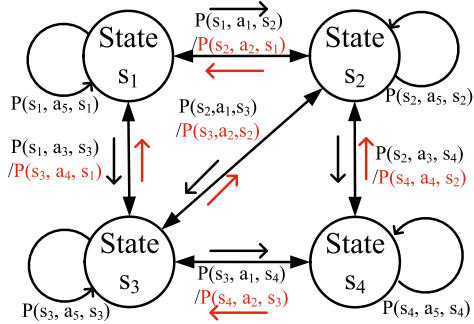 P(s1, a1, s2)
/P(s2, a2, s1)
State
s1
State
s2
P(s1, a5, s1)
P(s2, a5, s2)
P(s2,a1,s3)
/P(s3,a2,s2)
P(s1, a3, s3)
/P(s3, a4, s1)
P(s2, a3, s4)
/P(s4, a4, s2)
State
s3
State
s4
P(s3, a1, s4)
/P(s4, a2, s3)
P(s3, a5, s3)
P(s4, a5, s4)